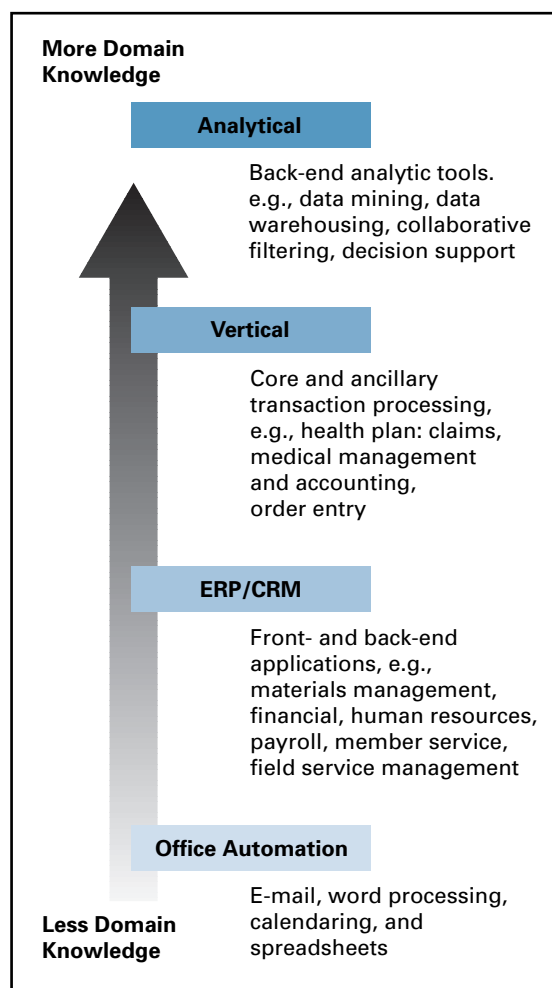 More Domain
Knowledge
Analytical
Back-end analytic tools.
e.g., data mining, data
warehousing, collaborative
filtering, decision support
Vertical
Core and ancillary
transaction processing,
e.g., health plan: claims,
medical management
and accounting,
order entry
ERP/CRM
Front- and back-end
applications, e.g.,
materials management,
financial, human resources,
payroll, member service,
field service management
Office Automation
E-mail, word processing,
calendaring, and
spreadsheets
Less Domain
Knowledge